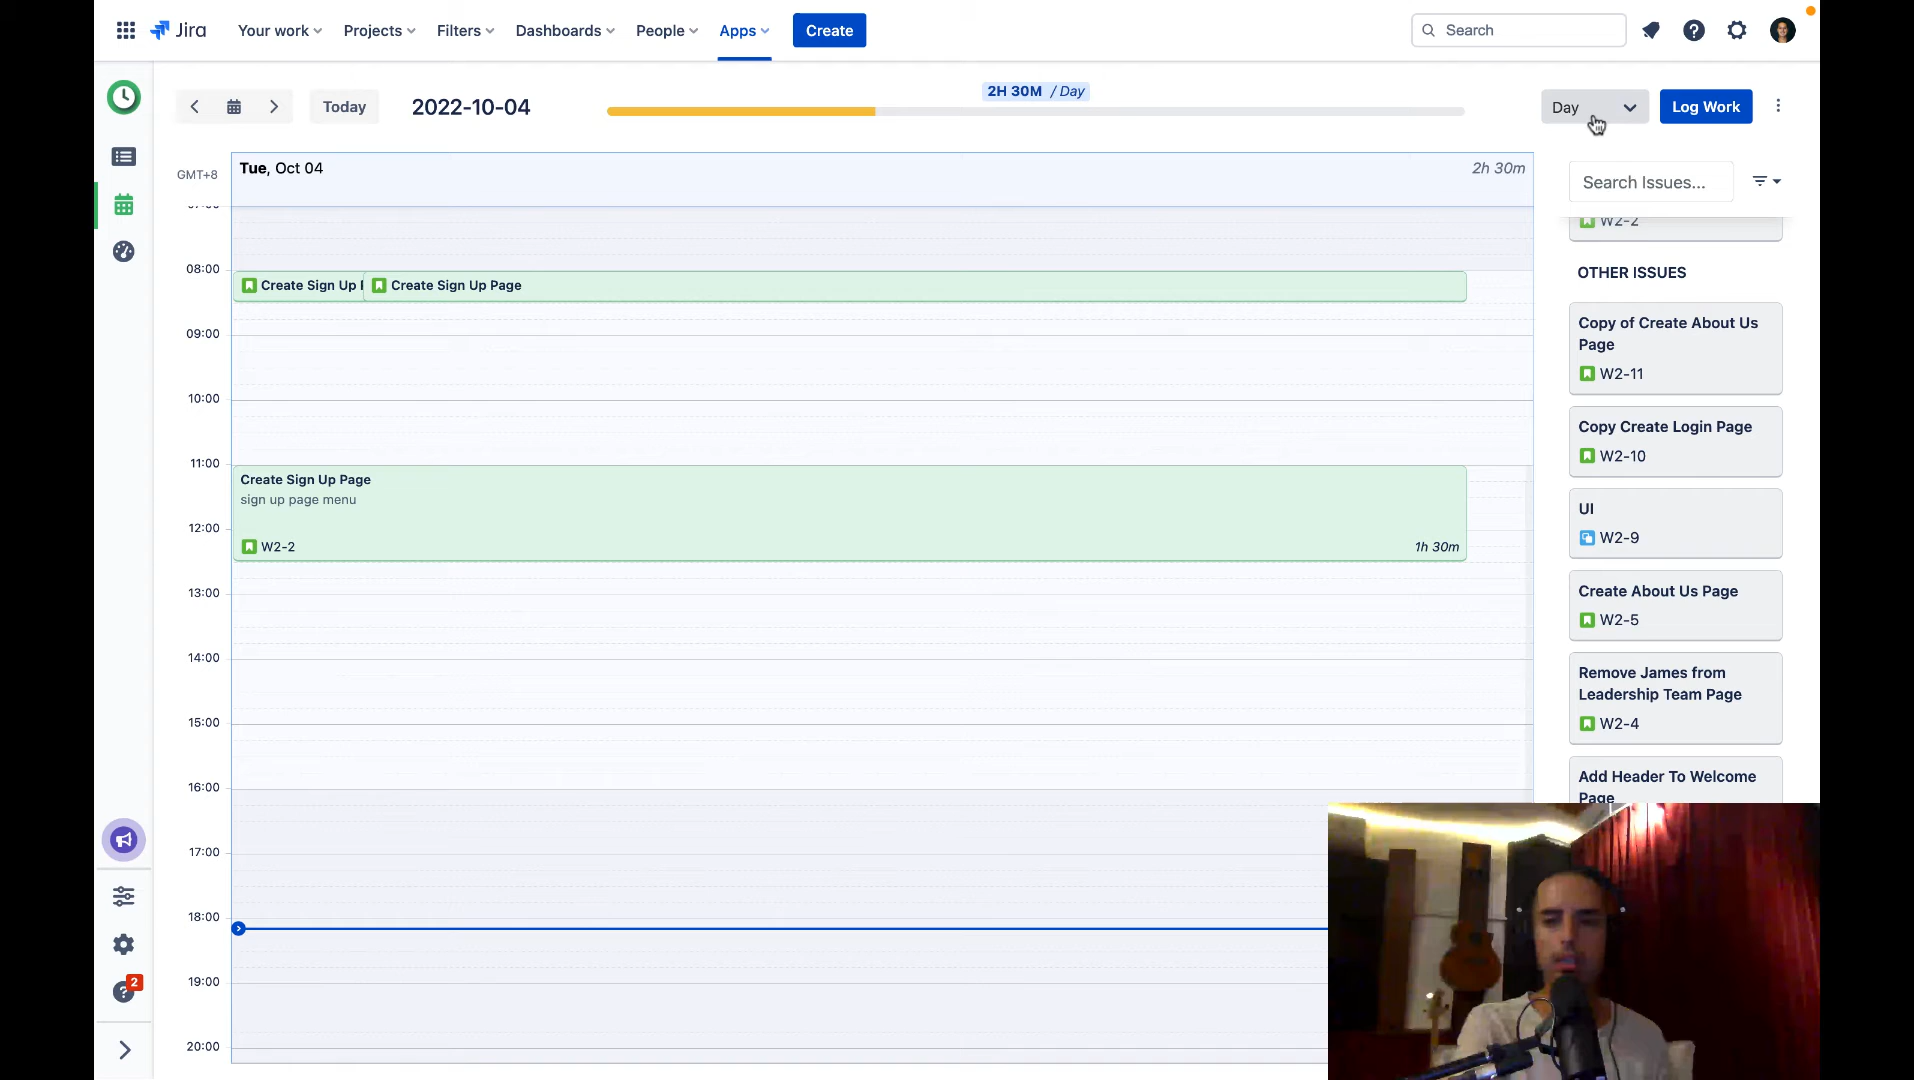 Jira
Your work
Projects
Filters
Dashboards
People
Apps
Create
Search
Today
2022-10-04
2H 30M / Day
Day
Log Work
GMT+8
Tue, Oct 04
2h 30m
Search Issues...
W2-2
08:00
Create Sign Up
Create Sign Up Page
09:00
10:00
11:00
Create Sign Up Page
sign up page menu
12:00
W2-2
1h 30m
13:00
14:00
15:00
16:00
17:00
18:00
19:00
20:00
OTHER ISSUES
Copy of Create About Us
Page
W2-11
Copy Create Login Page
W2-10
UI
W2-9
Create About Us Page
W2-5
Remove James from
Leadership Team Page
W2-4
Add Header To Welcome
Page
2